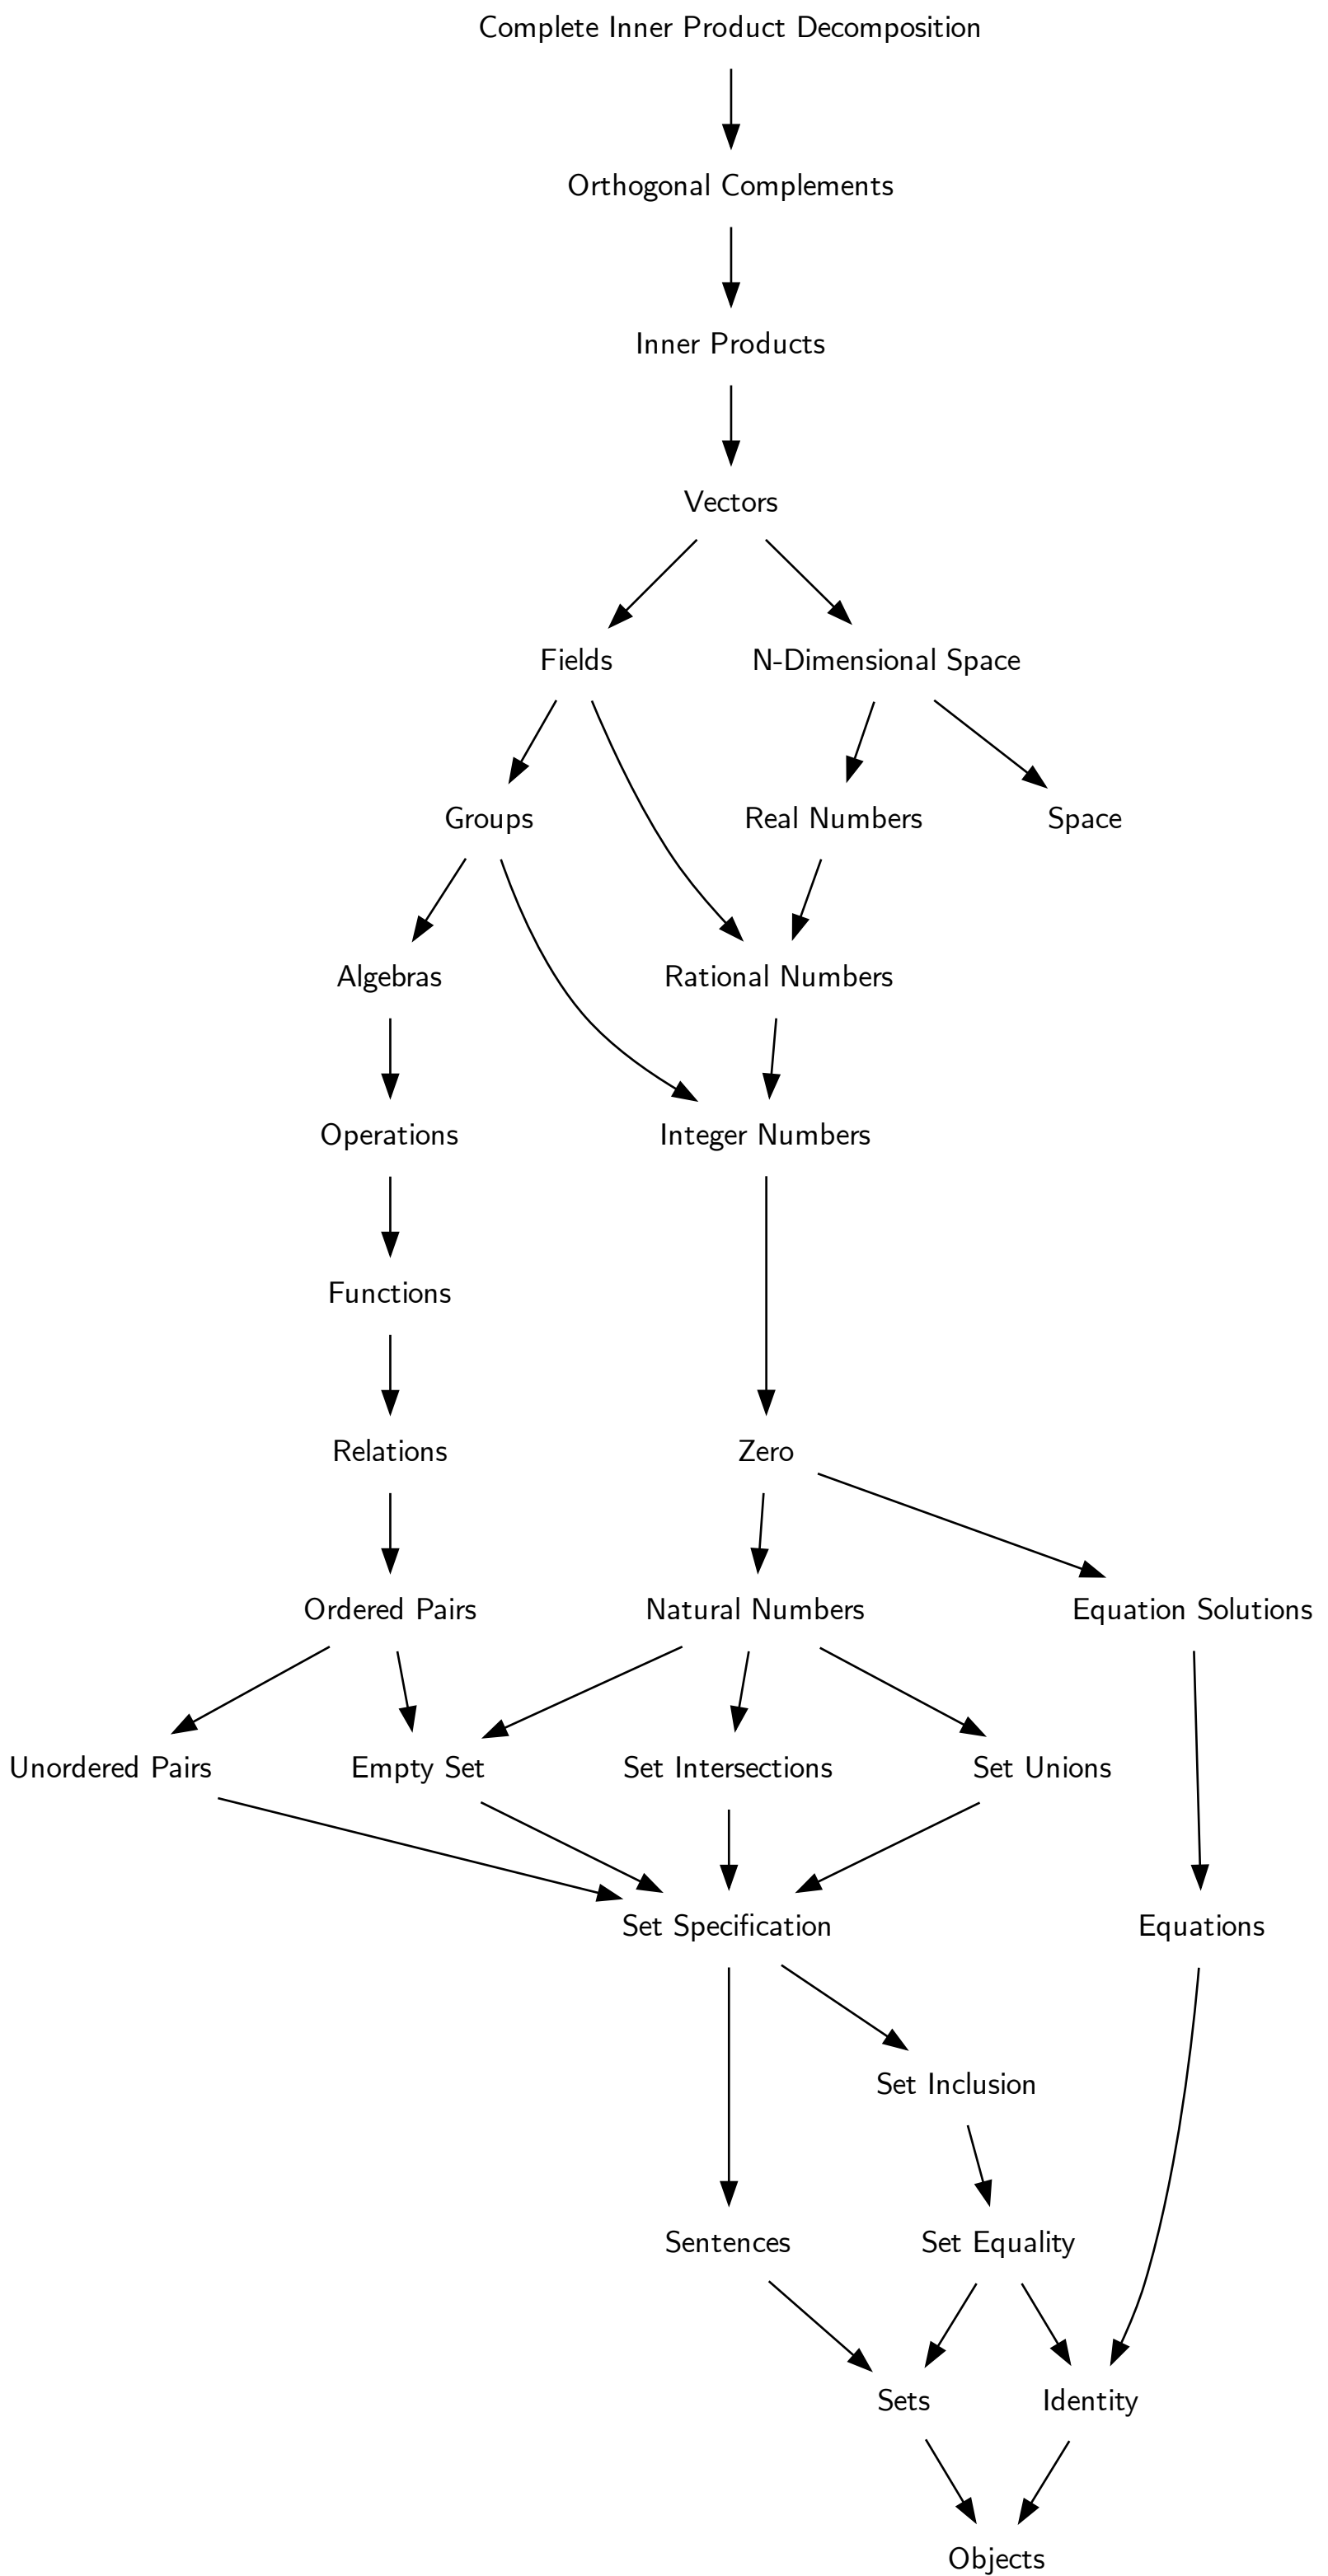 Complete Inner Product Decomposition
Orthogonal Complements
Inner Products
Vectors
Fields
N-Dimensional Space
Groups
Real Numbers
Space
Algebras
Rational Numbers
Operations
Integer Numbers
Functions
Relations
Zero
Ordered Pairs
Natural Numbers
Equation Solutions
Unordered Pairs
Empty Set
Set Intersections
Set Unions
Set Specification
Equations
Set Inclusion
Sentences
Set Equality
Sets
Identity
Objects